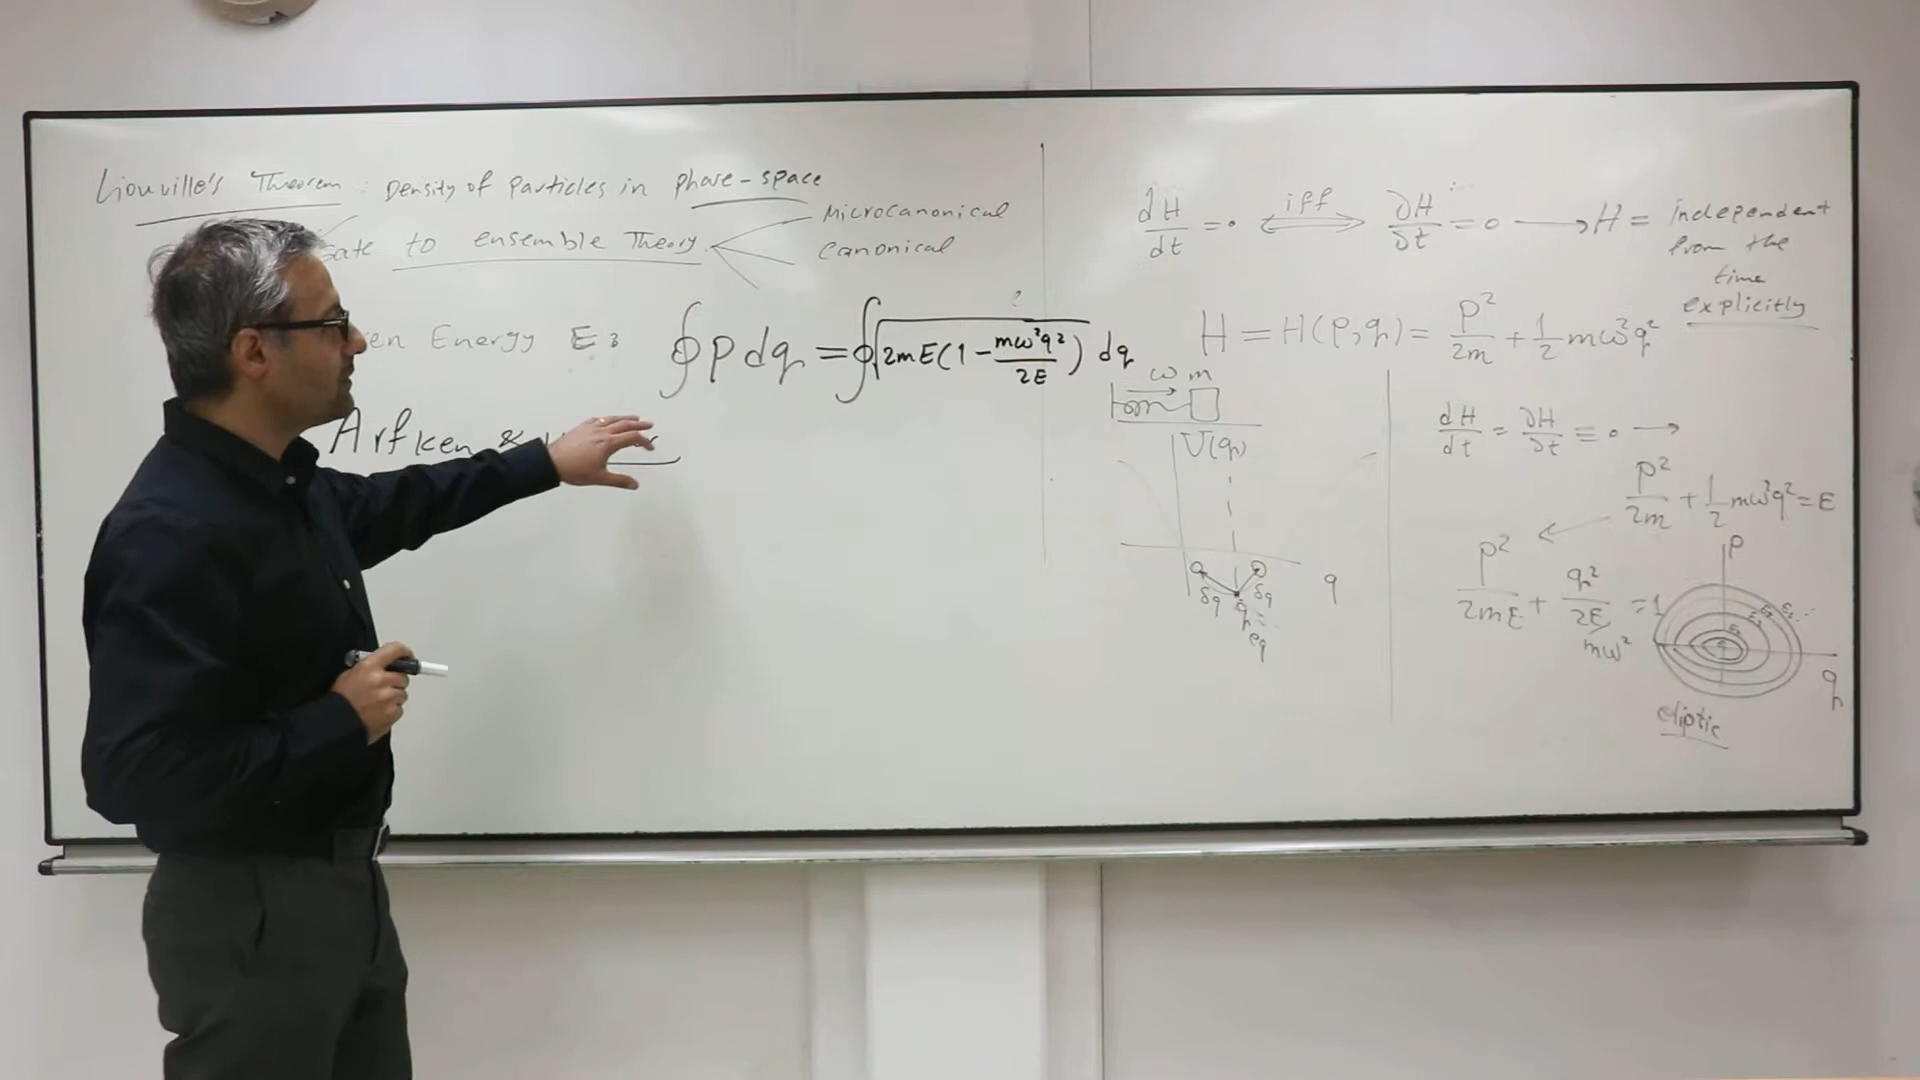 Liouville's Theorem : Density of particles in phase-space
Gate to ensemble Theory
Microcanonical
Canonical
Energy E:
∮ p dq = ∮ √(2mE(1 - mω²q²/2E)) dq
?
Arfken &
dH/dt = 0 ⟺ iff ∂H/∂t = 0 ⟶ H = independent
from the
time
explicitly
H = H(p,q) = p²/2m + 1/2 mω²q²
ω m
U(q)
δq δq
q
q eq
dH/dt = ∂H/∂t = 0 →
p²/2m + 1/2 mω²q² = E
p²/2mE + q²/(2E/mω²) = 1
p
q
eliptic